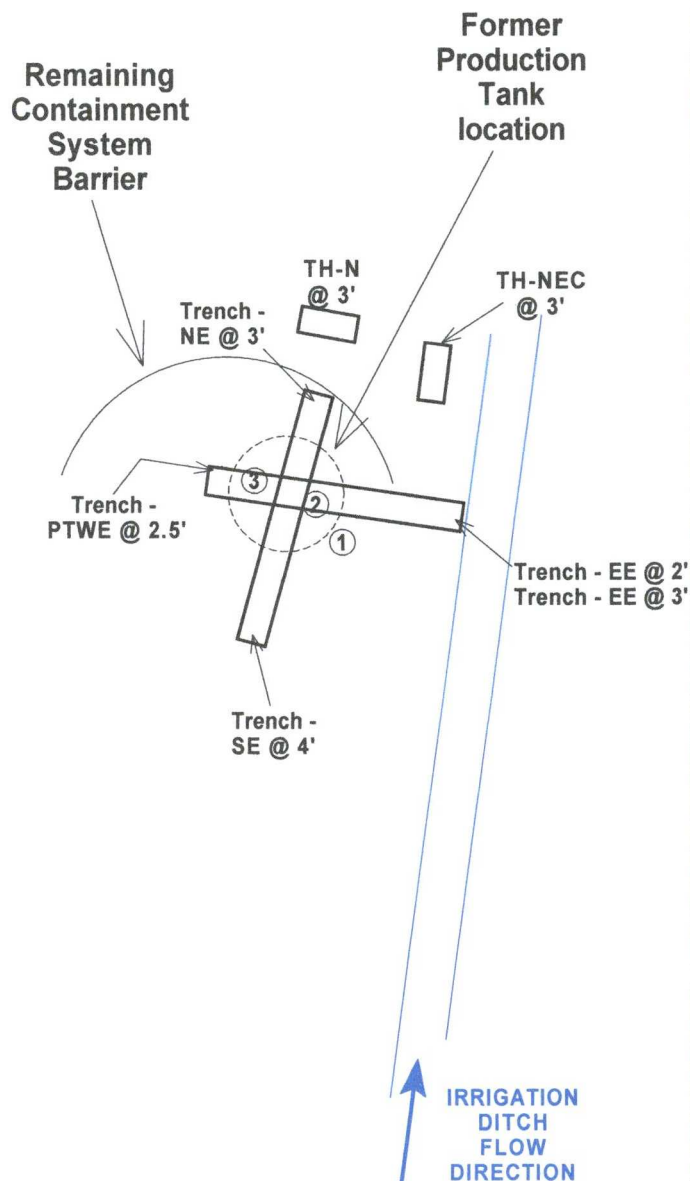 Former
Production
Tank
location
Remaining
Containment
System
Barrier
TH-N
@ 3'
TH-NEC
@ 3'
Trench -
NE @ 3'
3
2
1
Trench -
PTWE @ 2.5'
Trench - EE @ 2'
Trench - EE @ 3'
Trench -
SE @ 4'
IRRIGATION
DITCH
FLOW
DIRECTION